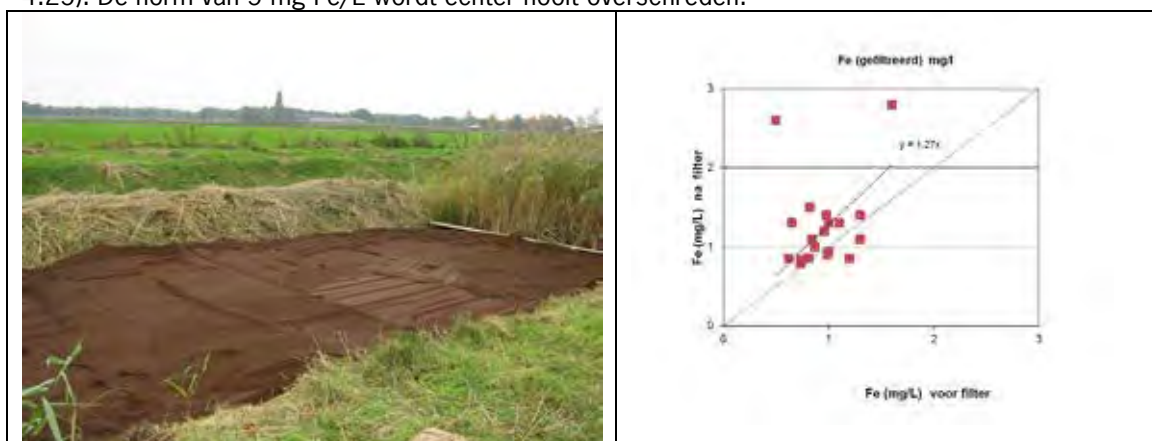 4.25). De norm van 5 mg Fe/L wordt echter nooit overschreden.
Fe (gefiltreerd) mg/l
Fe (mg/L) na filter
3
2
1
0
y = 1.27x
0 1 2 3
Fe (mg/L) voor filter